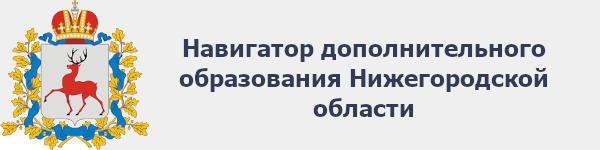 Навигатор дополнительного
образования Нижегородской
области